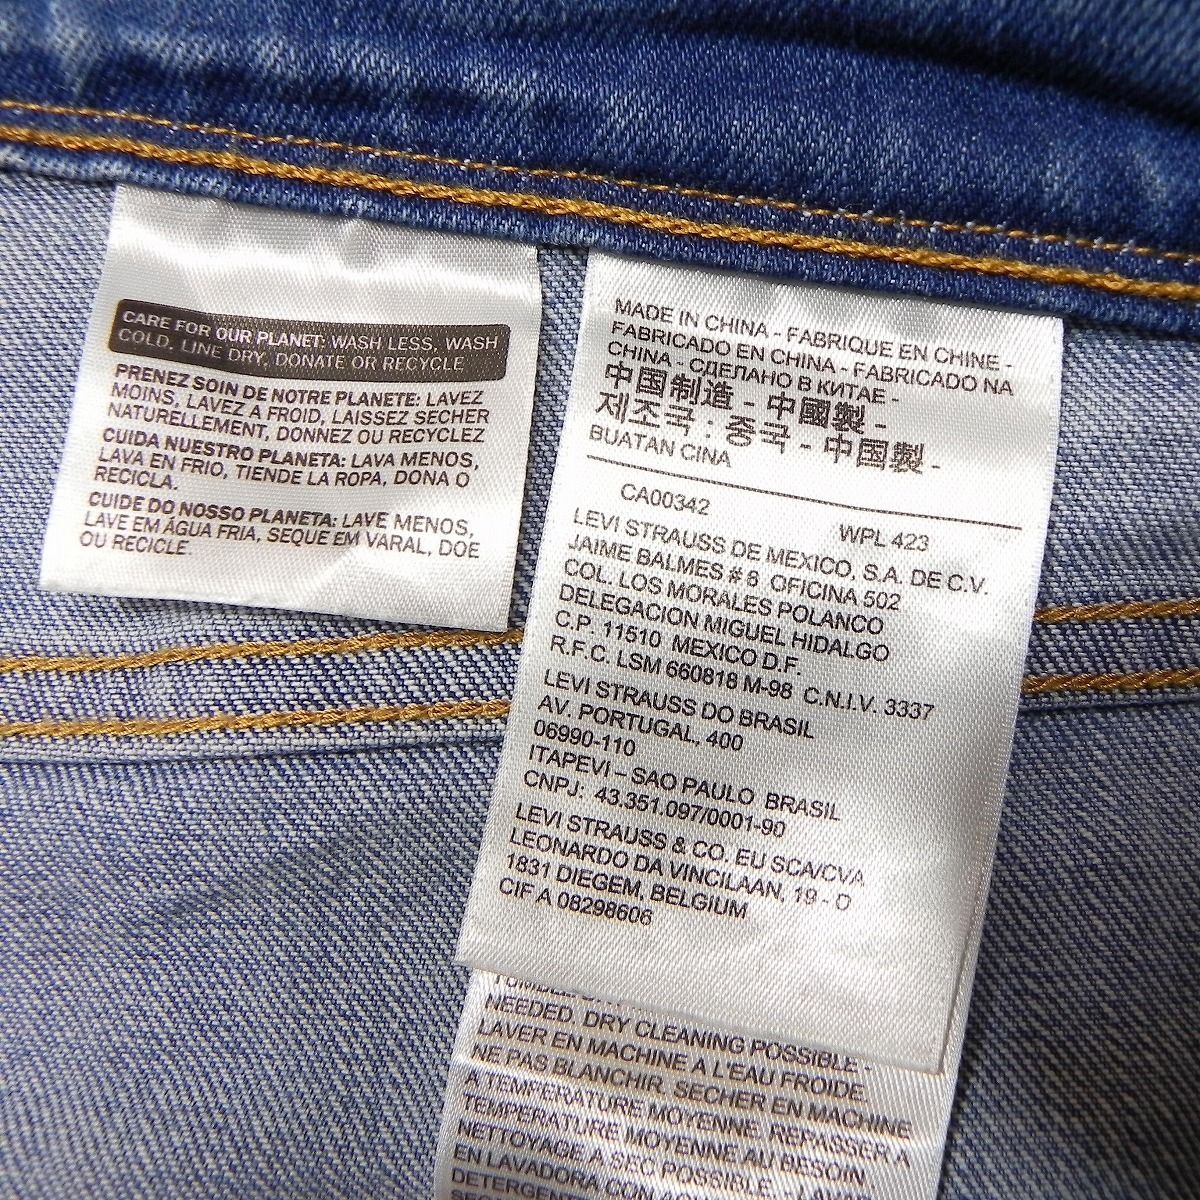 CARE FOR OUR PLANET: WASH LESS, WASH
COLD, LINE DRY, DONATE OR RECYCLE
PRENEZ SOIN DE NOTRE PLANETE: LAVEZ
MOINS, LAVEZ A FROID, LAISSEZ SECHER
NATURELLEMENT, DONNEZ OU RECYCLEZ
CUIDA NUESTRO PLANETA: LAVA MENOS,
LAVA EN FRIO, TIENDE LA ROPA, DONA O
RECICLA.
CUIDE DO NOSSO PLANETA: LAVE MENOS,
LAVE EM ÁGUA FRIA, SEQUE EM VARAL, DOE
OU RECICLE.
MADE IN CHINA - FABRIQUE EN CHINE -
FABRICADO EN CHINA - FABRICADO NA
CHINA - СДЕЛАНО В КИТАЕ -
中国制造 - 中國製 -
제조국 : 중국 - 中国製 -
BUATAN CINA
CA00342 WPL 423
LEVI STRAUSS DE MEXICO, S.A. DE C.V.
JAIME BALMES # 8 OFICINA 502
COL. LOS MORALES POLANCO
DELEGACION MIGUEL HIDALGO
C.P. 11510 MEXICO D.F.
R.F.C. LSM 660818 M-98 C.N.I.V. 3337
LEVI STRAUSS DO BRASIL
AV. PORTUGAL, 400
06990-110
ITAPEVI – SAO PAULO BRASIL
CNPJ: 43.351.097/0001-90
LEVI STRAUSS & CO. EU SCA/CVA
LEONARDO DA VINCILAAN, 19 - D
1831 DIEGEM, BELGIUM
CIF A 08298606
NEEDED. DRY CLEANING POSSIBLE -
LAVER EN MACHINE A L'EAU FROIDE.
NE PAS BLANCHIR. SECHER EN MACHINE
A TEMPERATURE MOYENNE. REPASSER A
TEMPERATURE MOYENNE AU BESOIN.
NETTOYAGE A SEC POSSIBLE. -
EN LAVADORA CON